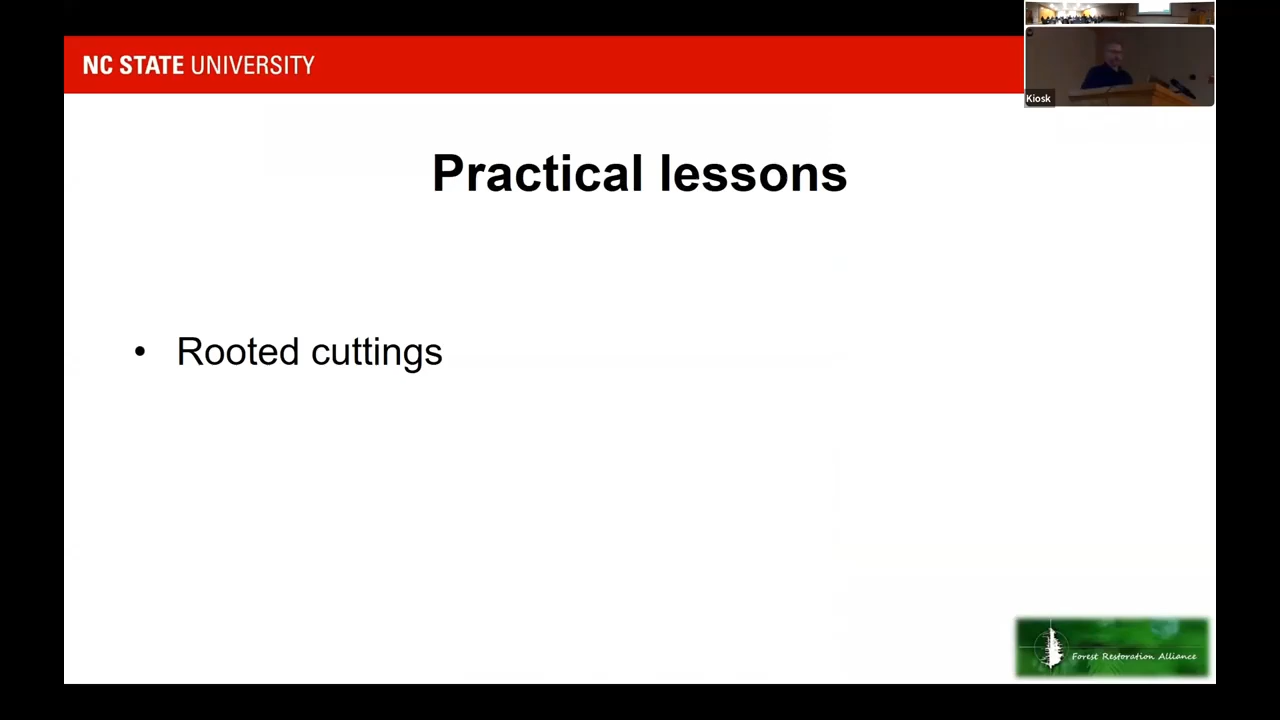 NC STATE UNIVERSITY
Kiosk
Practical lessons
• Rooted cuttings
Forest Restoration Alliance